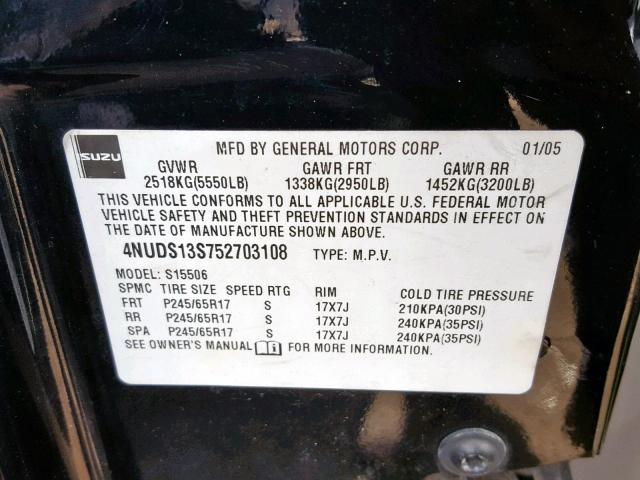 SUZU
MFD BY GENERAL MOTORS CORP. 01/05
GVWR GAWR FRT GAWR RR
2518KG(5550LB) 1338KG(2950LB) 1452KG(3200LB)
THIS VEHICLE CONFORMS TO ALL APPLICABLE U.S. FEDERAL MOTOR
VEHICLE SAFETY AND THEFT PREVENTION STANDARDS IN EFFECT ON
THE DATE OF MANUFACTURE SHOWN ABOVE.
4NUDS13S752703108 TYPE: M.P.V.
MODEL: S15506
SPMC TIRE SIZE SPEED RTG RIM COLD TIRE PRESSURE
FRT P245/65R17 S 17X7J 210KPA(30PSI)
RR P245/65R17 S 17X7J 240KPA(35PSI)
SPA P245/65R17 S 17X7J 240KPA(35PSI)
SEE OWNER'S MANUAL FOR MORE INFORMATION.